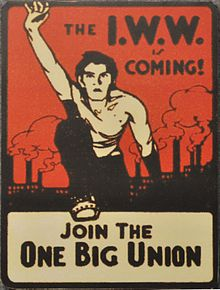 THE I.W.W.
is
COMING!
JOIN THE
ONE BIG UNION